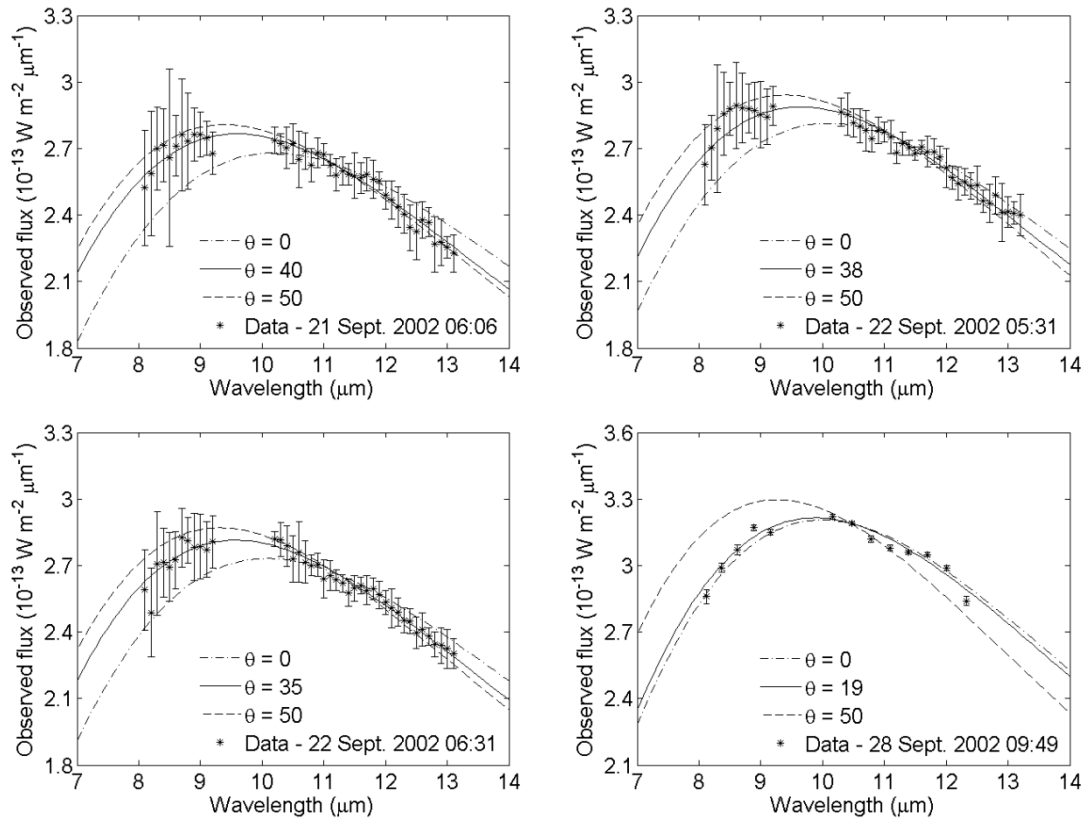 3.3
3
2.7
2.4
2.1
1.8
Observed flux (10⁻¹³ W m⁻² μm⁻¹)
θ = 0
θ = 40
θ = 50
Data - 21 Sept. 2002 06:06
7 8 9 10 11 12 13 14
Wavelength (μm)
3.3
3
2.7
2.4
2.1
1.8
Observed flux (10⁻¹³ W m⁻² μm⁻¹)
θ = 0
θ = 38
θ = 50
Data - 22 Sept. 2002 05:31
7 8 9 10 11 12 13 14
Wavelength (μm)
3.3
3
2.7
2.4
2.1
1.8
Observed flux (10⁻¹³ W m⁻² μm⁻¹)
θ = 0
θ = 35
θ = 50
Data - 22 Sept. 2002 06:31
7 8 9 10 11 12 13 14
Wavelength (μm)
3.6
3.3
3
2.7
2.4
2.1
Observed flux (10⁻¹³ W m⁻² μm⁻¹)
θ = 0
θ = 19
θ = 50
Data - 28 Sept. 2002 09:49
7 8 9 10 11 12 13 14
Wavelength (μm)